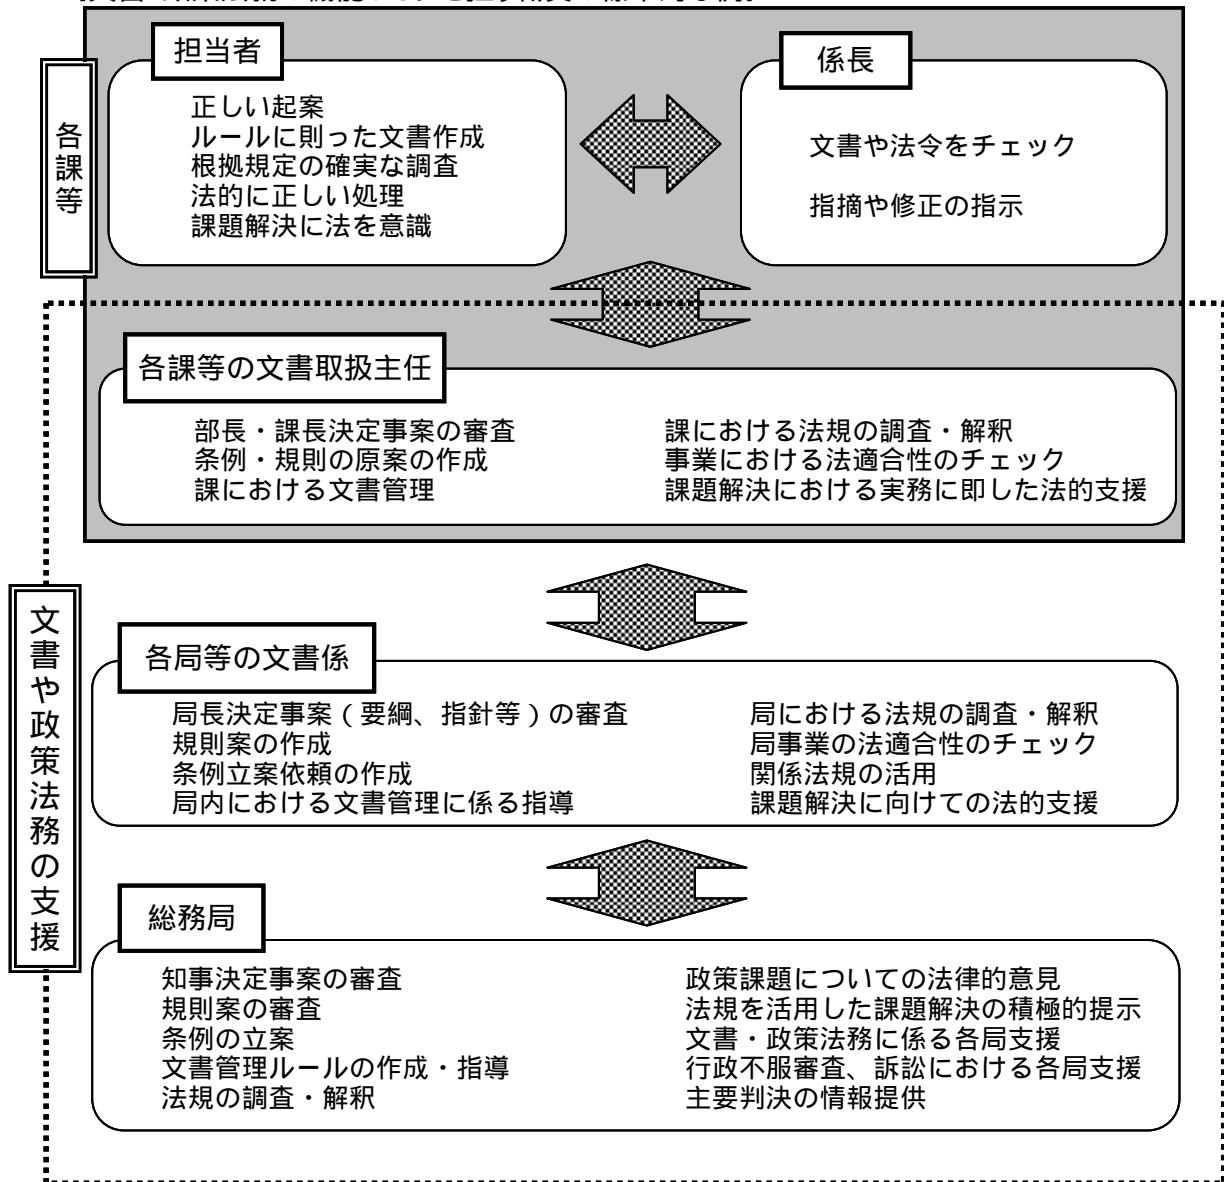 担当者
正しい起案
ルールに則った文書作成
根拠規定の確実な調査
法的に正しい処理
課題解決に法を意識
係長
文書や法令をチェック
指摘や修正の指示
各課等
各課等の文書取扱主任
部長・課長決定事案の審査
条例・規則の原案の作成
課における文書管理
課における法規の調査・解釈
事業における法適合性のチェック
課題解決における実務に即した法的支援
文書や政策法務の支援
各局等の文書係
局長決定事案（要綱、指針等）の審査
規則案の作成
条例立案依頼の作成
局内における文書管理に係る指導
局における法規の調査・解釈
局事業の法適合性のチェック
関係法規の活用
課題解決に向けての法的支援
総務局
知事決定事案の審査
規則案の審査
条例の立案
文書管理ルールの作成・指導
法規の調査・解釈
政策課題についての法律的意見
法規を活用した課題解決の積極的提示
文書・政策法務に係る各局支援
行政不服審査、訴訟における各局支援
主要判決の情報提供